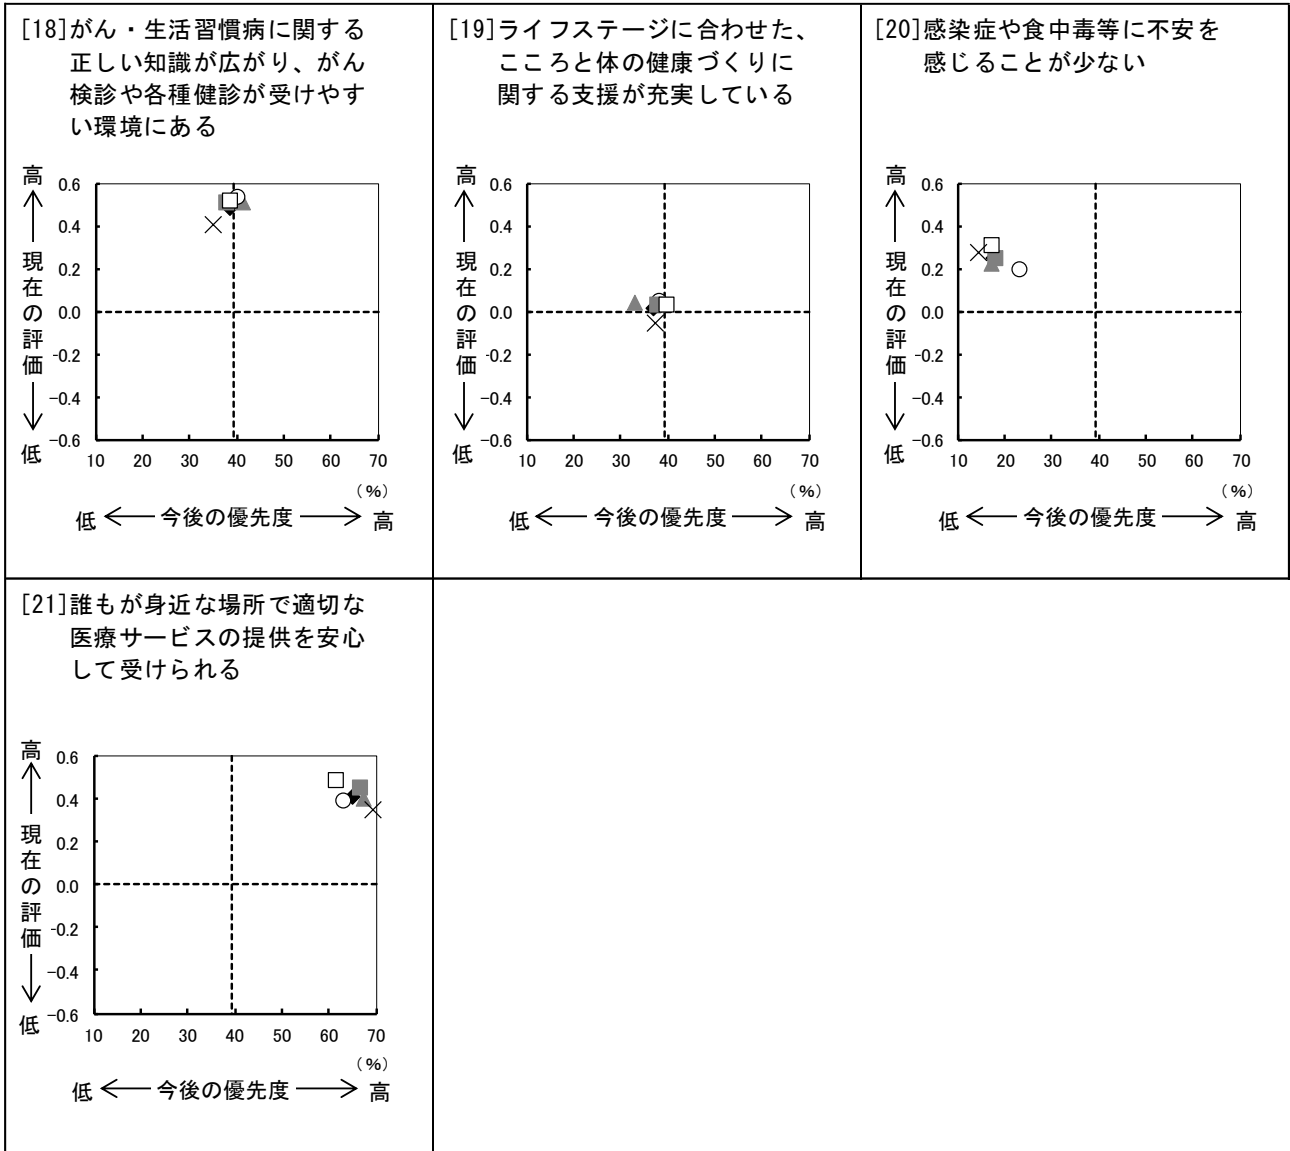 [18]がん・生活習慣病に関する
正しい知識が広がり、がん
検診や各種健診が受けやす
い環境にある
高
現在の評価
低
0.6
0.4
0.2
0.0
-0.2
-0.4
-0.6
10 20 30 40 50 60 70
(%)
低 今後の優先度 高
[19]ライフステージに合わせた、
こころと体の健康づくりに
関する支援が充実している
高
現在の評価
低
0.6
0.4
0.2
0.0
-0.2
-0.4
-0.6
10 20 30 40 50 60 70
(%)
低 今後の優先度 高
[20]感染症や食中毒等に不安を
感じることが少ない
高
現在の評価
低
0.6
0.4
0.2
0.0
-0.2
-0.4
-0.6
10 20 30 40 50 60 70
(%)
低 今後の優先度 高
[21]誰もが身近な場所で適切な
医療サービスの提供を安心
して受けられる
高
現在の評価
低
0.6
0.4
0.2
0.0
-0.2
-0.4
-0.6
10 20 30 40 50 60 70
(%)
低 今後の優先度 高